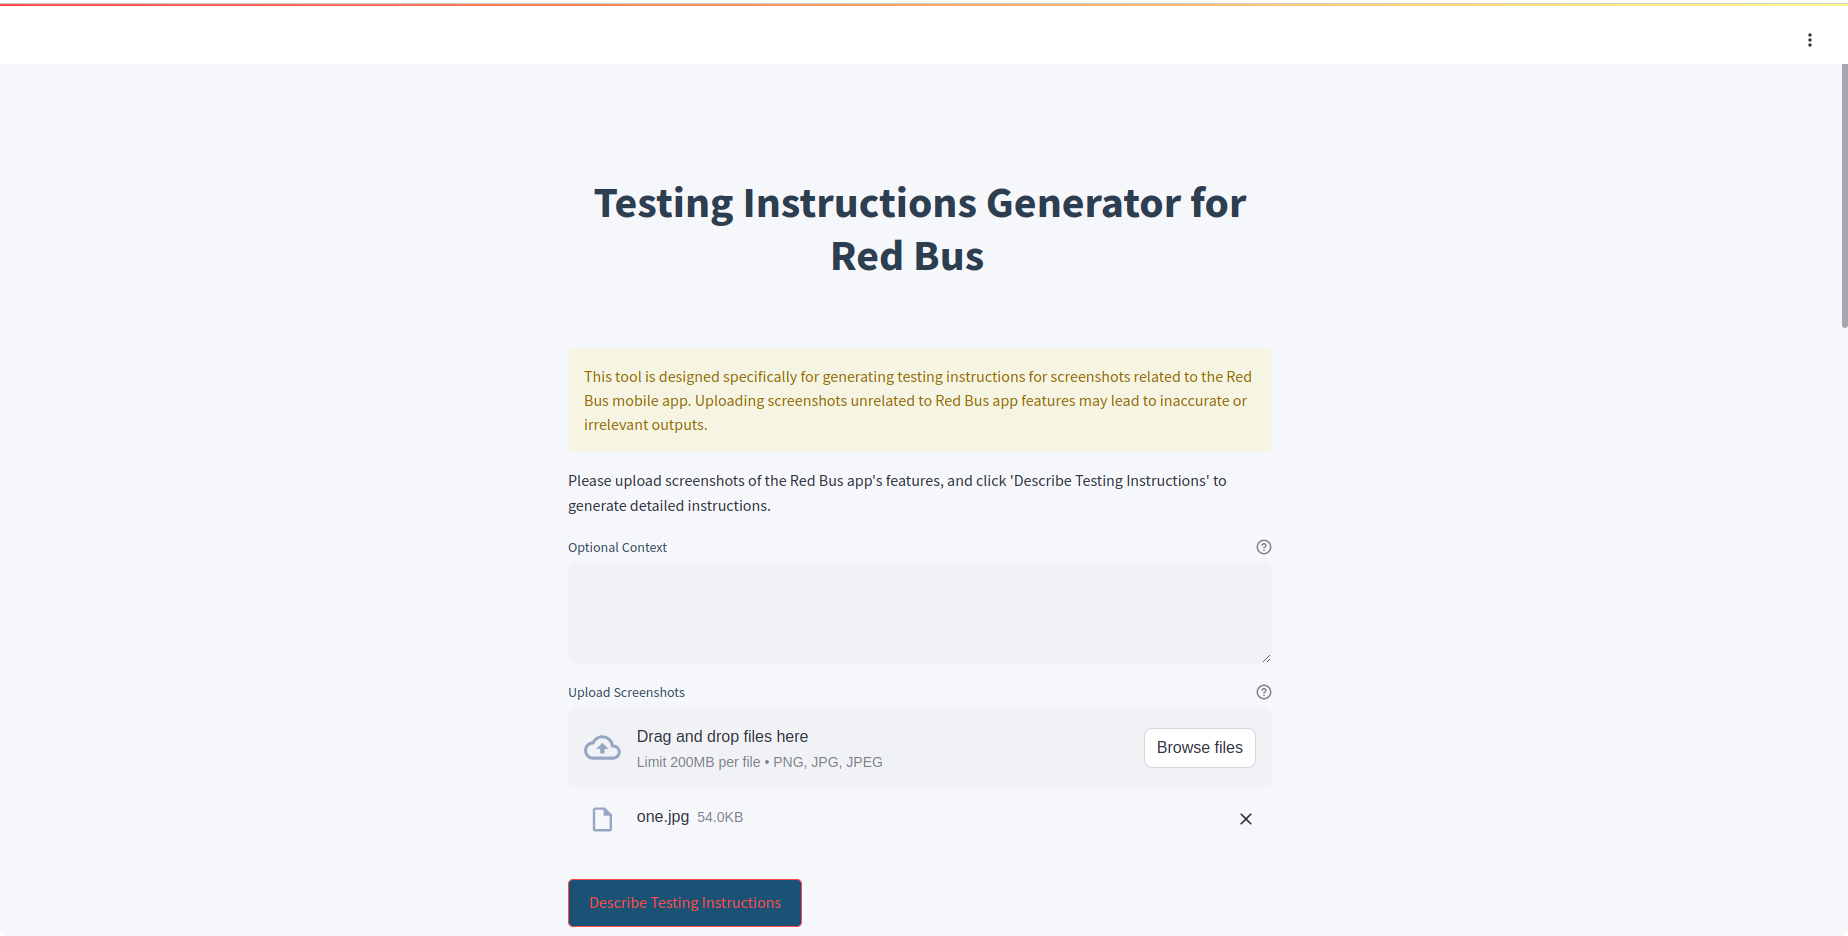 Testing Instructions Generator for
Red Bus
This tool is designed specifically for generating testing instructions for screenshots related to the Red
Bus mobile app. Uploading screenshots unrelated to Red Bus app features may lead to inaccurate or
irrelevant outputs.
Please upload screenshots of the Red Bus app's features, and click 'Describe Testing Instructions' to
generate detailed instructions.
Optional Context
Upload Screenshots
Drag and drop files here
Limit 200MB per file • PNG, JPG, JPEG
Browse files
one.jpg 54.0KB
Describe Testing Instructions